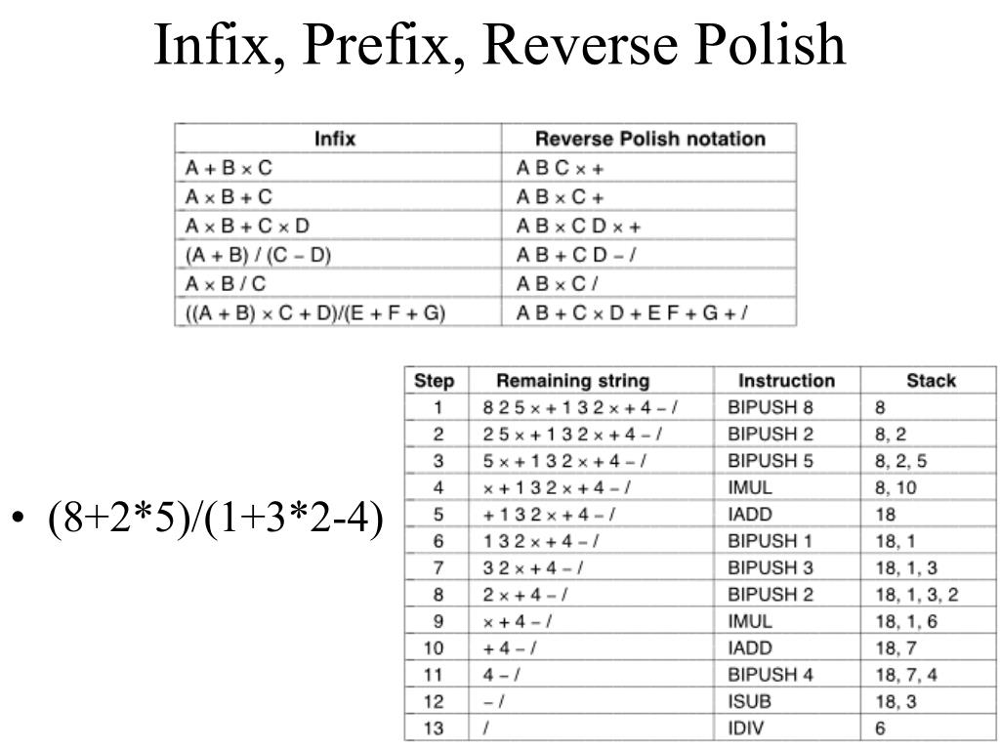 Infix, Prefix, Reverse Polish
Infix Reverse Polish notation
A + B × C A B C × +
A × B + C A B × C +
A × B + C × D A B × C D × +
(A + B) / (C – D) A B + C D – /
A × B / C A B × C /
((A + B) × C + D)/(E + F + G) A B + C × D + E F + G + /
Step Remaining string Instruction Stack
1 8 2 5 × + 1 3 2 × + 4 – / BIPUSH 8 8
2 2 5 × + 1 3 2 × + 4 – / BIPUSH 2 8, 2
3 5 × + 1 3 2 × + 4 – / BIPUSH 5 8, 2, 5
4 × + 1 3 2 × + 4 – / IMUL 8, 10
5 + 1 3 2 × + 4 – / IADD 18
6 1 3 2 × + 4 – / BIPUSH 1 18, 1
7 3 2 × + 4 – / BIPUSH 3 18, 1, 3
8 2 × + 4 – / BIPUSH 2 18, 1, 3, 2
9 × + 4 – / IMUL 18, 1, 6
10 + 4 – / IADD 18, 7
11 4 – / BIPUSH 4 18, 7, 4
12 – / ISUB 18, 3
13 / IDIV 6
• (8+2*5)/(1+3*2-4)